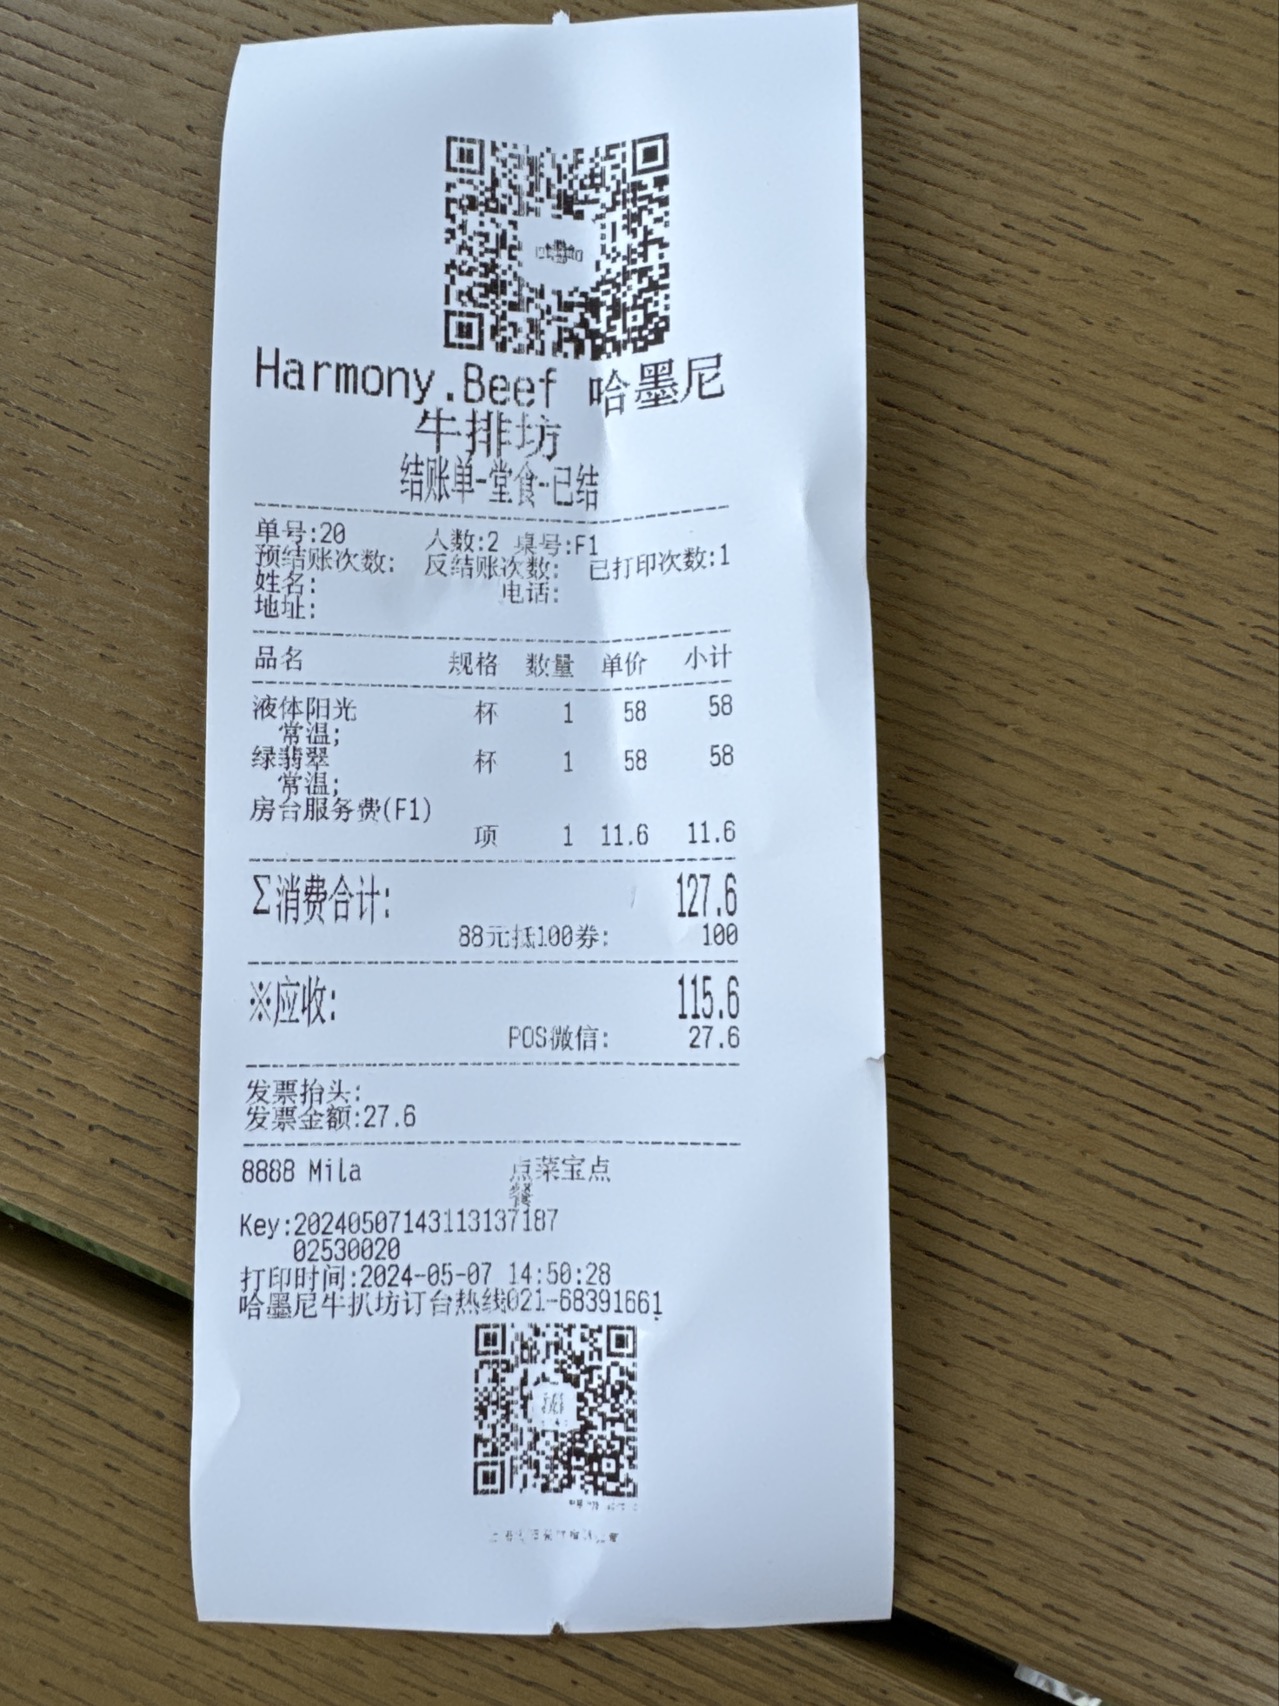 Harmony.Beef 哈墨尼
牛排坊
结账单-堂食-已结
单号:20 人数:2 桌号:F1
预结账次数: 反结账次数: 已打印次数:1
姓名: 电话:
地址:
品名 规格 数量 单价 小计
液体阳光 杯 1 58 58
常温;
绿翡翠 杯 1 58 58
常温;
房台服务费(F1)
项 1 11.6 11.6
Σ消费合计: 127.6
88元抵100券: 100
※应收: 115.6
POS微信: 27.6
发票抬头:
发票金额:27.6
8888 Mila 点菜宝点
Key:20240507143113137187
02530020
打印时间:2024-05-07 14:50:28
哈墨尼牛扒坊订台热线021-68391661